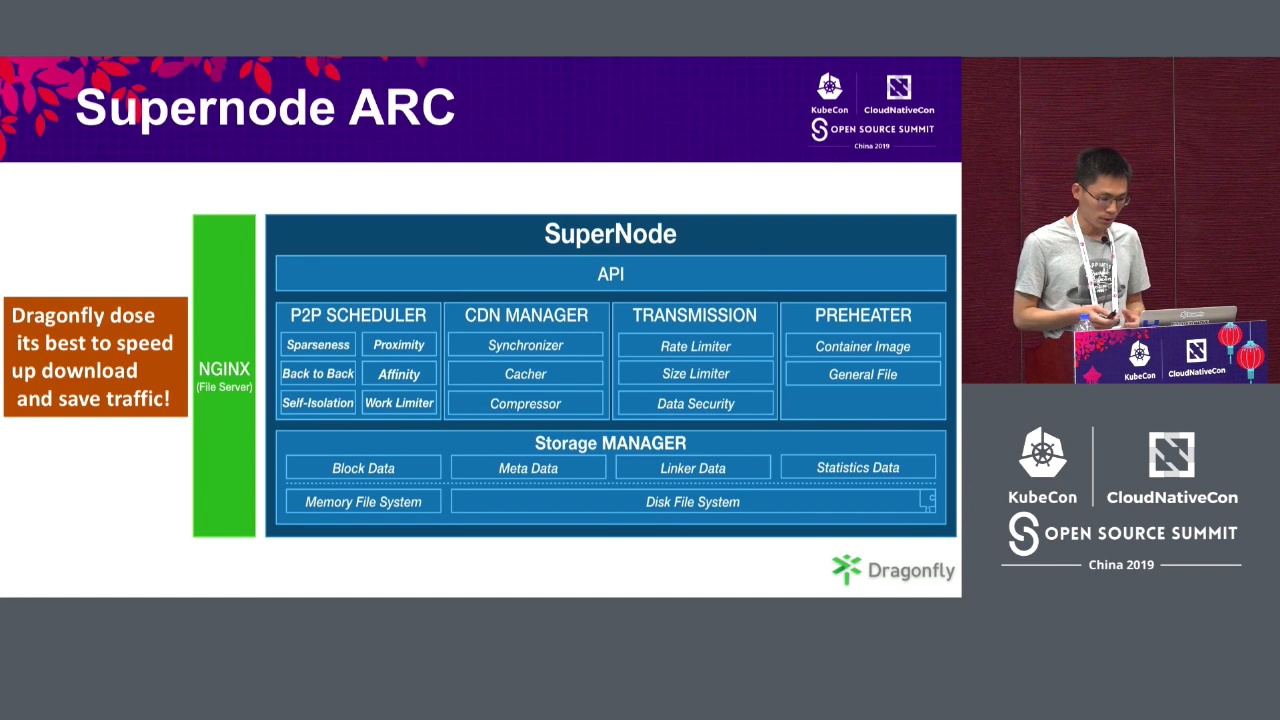 Supernode ARC
KubeCon
CloudNativeCon
OPEN SOURCE SUMMIT
China 2019
Dragonfly dose
its best to speed
up download
and save traffic!
NGINX
(File Server)
SuperNode
API
P2P SCHEDULER
Sparseness
Proximity
Back to Back
Affinity
Self-Isolation
Work Limiter
CDN MANAGER
Synchronizer
Cacher
Compressor
TRANSMISSION
Rate Limiter
Size Limiter
Data Security
PREHEATER
Container Image
General File
Storage MANAGER
Block Data
Meta Data
Linker Data
Statistics Data
Memory File System
Disk File System
Dragonfly
KubeCon
CloudNativeCon
KubeCon
CloudNativeCon
OPEN SOURCE SUMMIT
China 2019